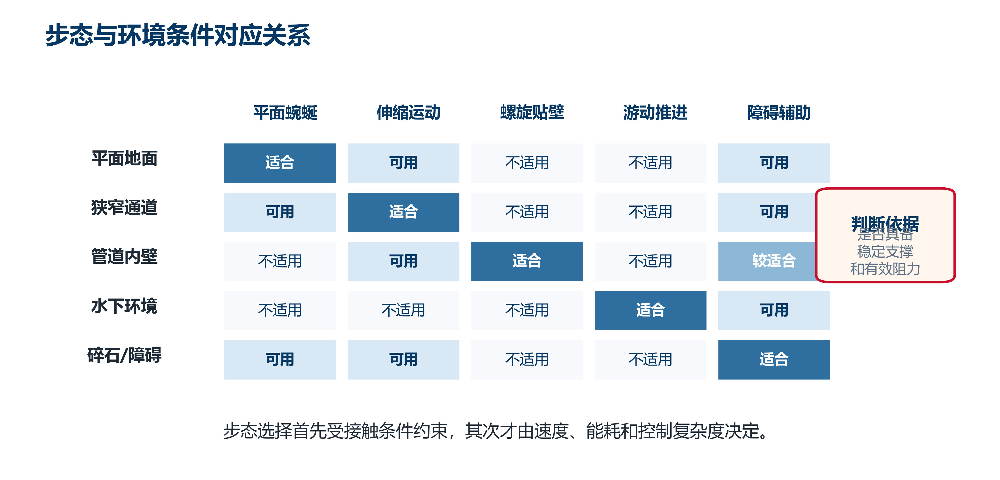 步态与环境条件对应关系
平面蜿蜒 伸缩运动 螺旋贴壁 游动推进 障碍辅助
平面地面 适合 可用 不适用 不适用 可用
狭窄通道 可用 适合 不适用 不适用 可用
管道内壁 不适用 可用 适合 不适用 较适合
水下环境 不适用 不适用 不适用 适合 可用
碎石/障碍 可用 可用 不适用 不适用 适合
判断依据
是否具备
稳定支撑
和有效阻力
步态选择首先受接触条件约束，其次才由速度、能耗和控制复杂度决定。